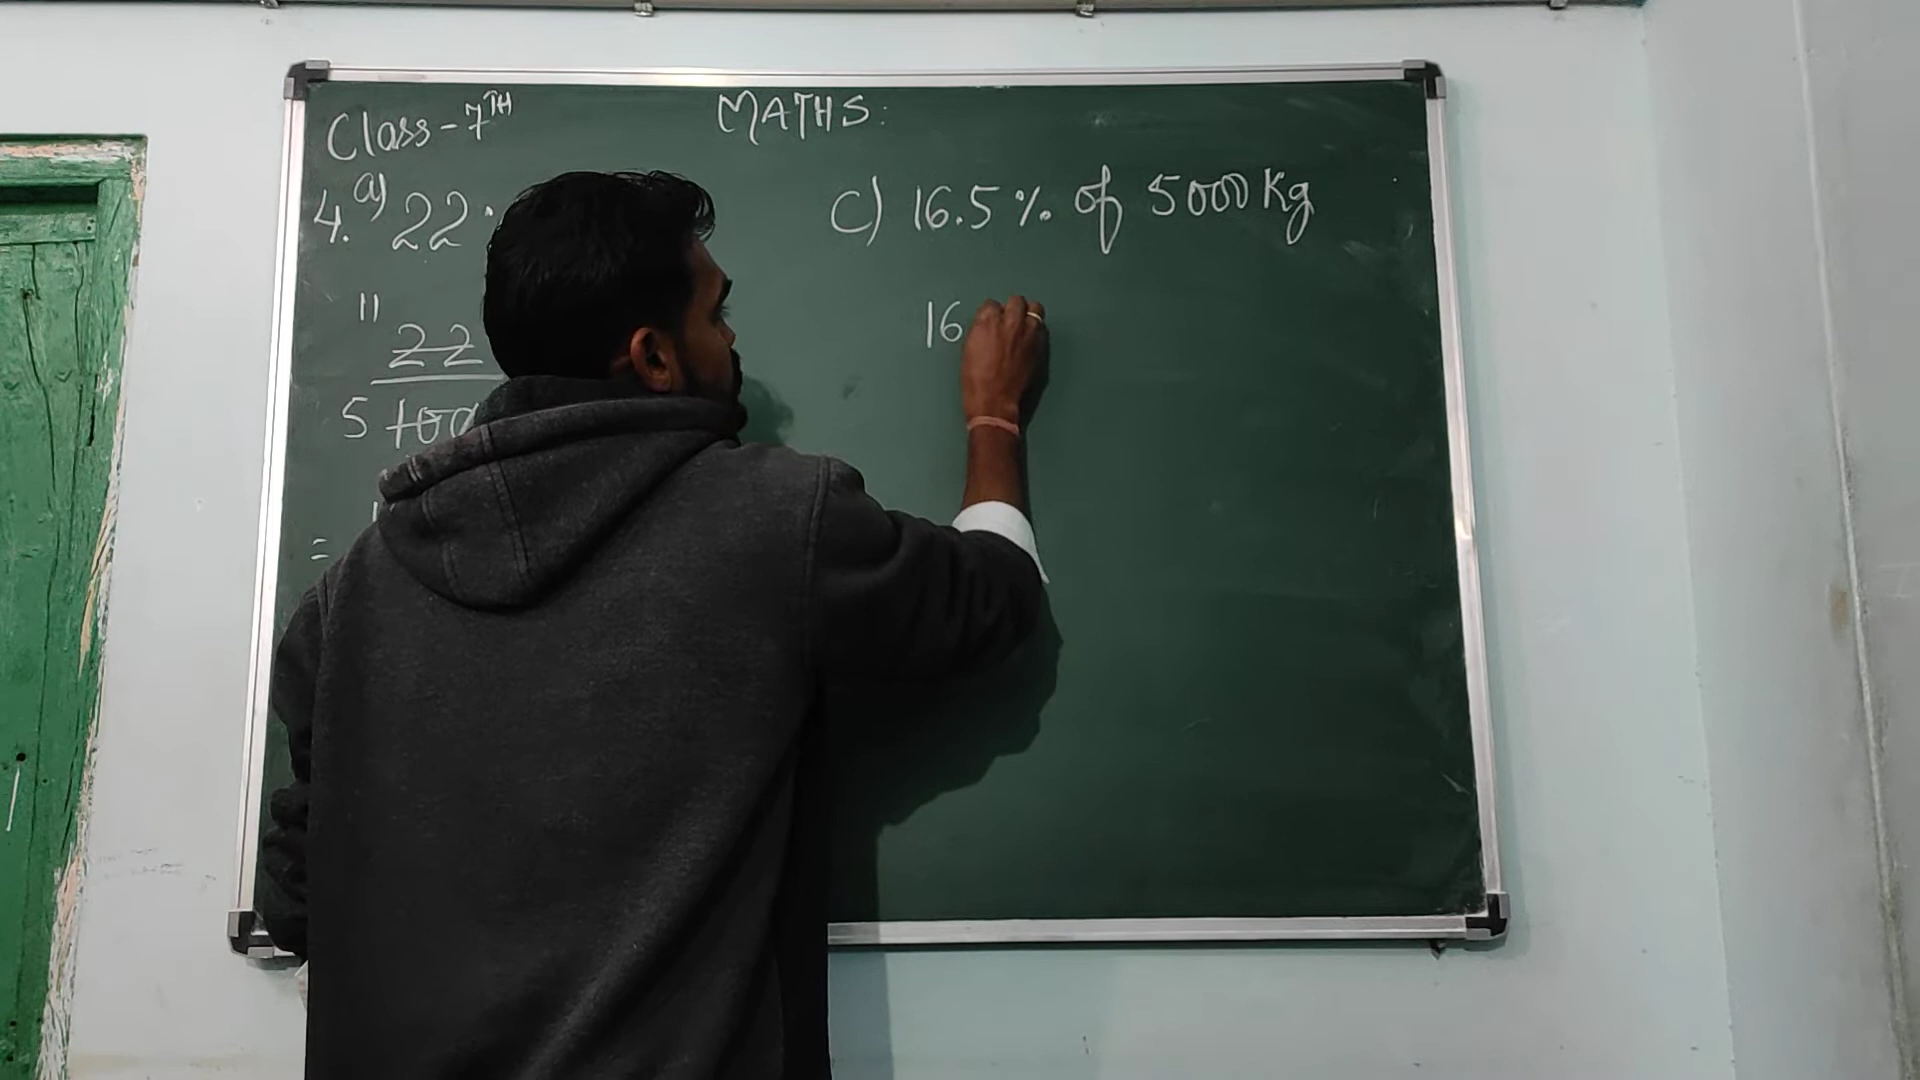 Class - 7TH
MATHS:
4. a) 22
11
22
5 100
=
C) 16.5 % of 5000 Kg
16